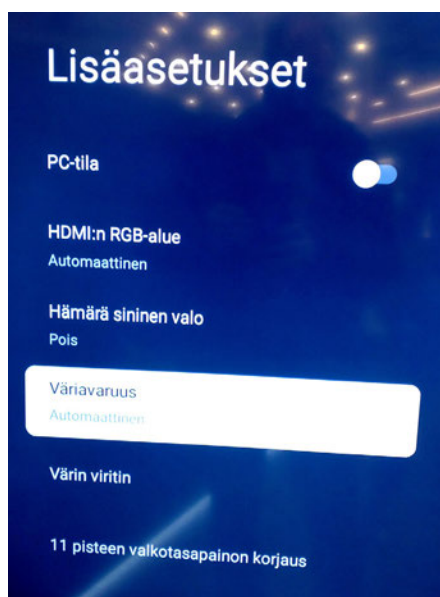 Lisäasetukset
PC-tila
HDMI:n RGB-alue
Automaattinen
Hämärä sininen valo
Pois
Väriavaruus
Automaattinen
Värin viritin
11 pisteen valkotasapainon korjaus